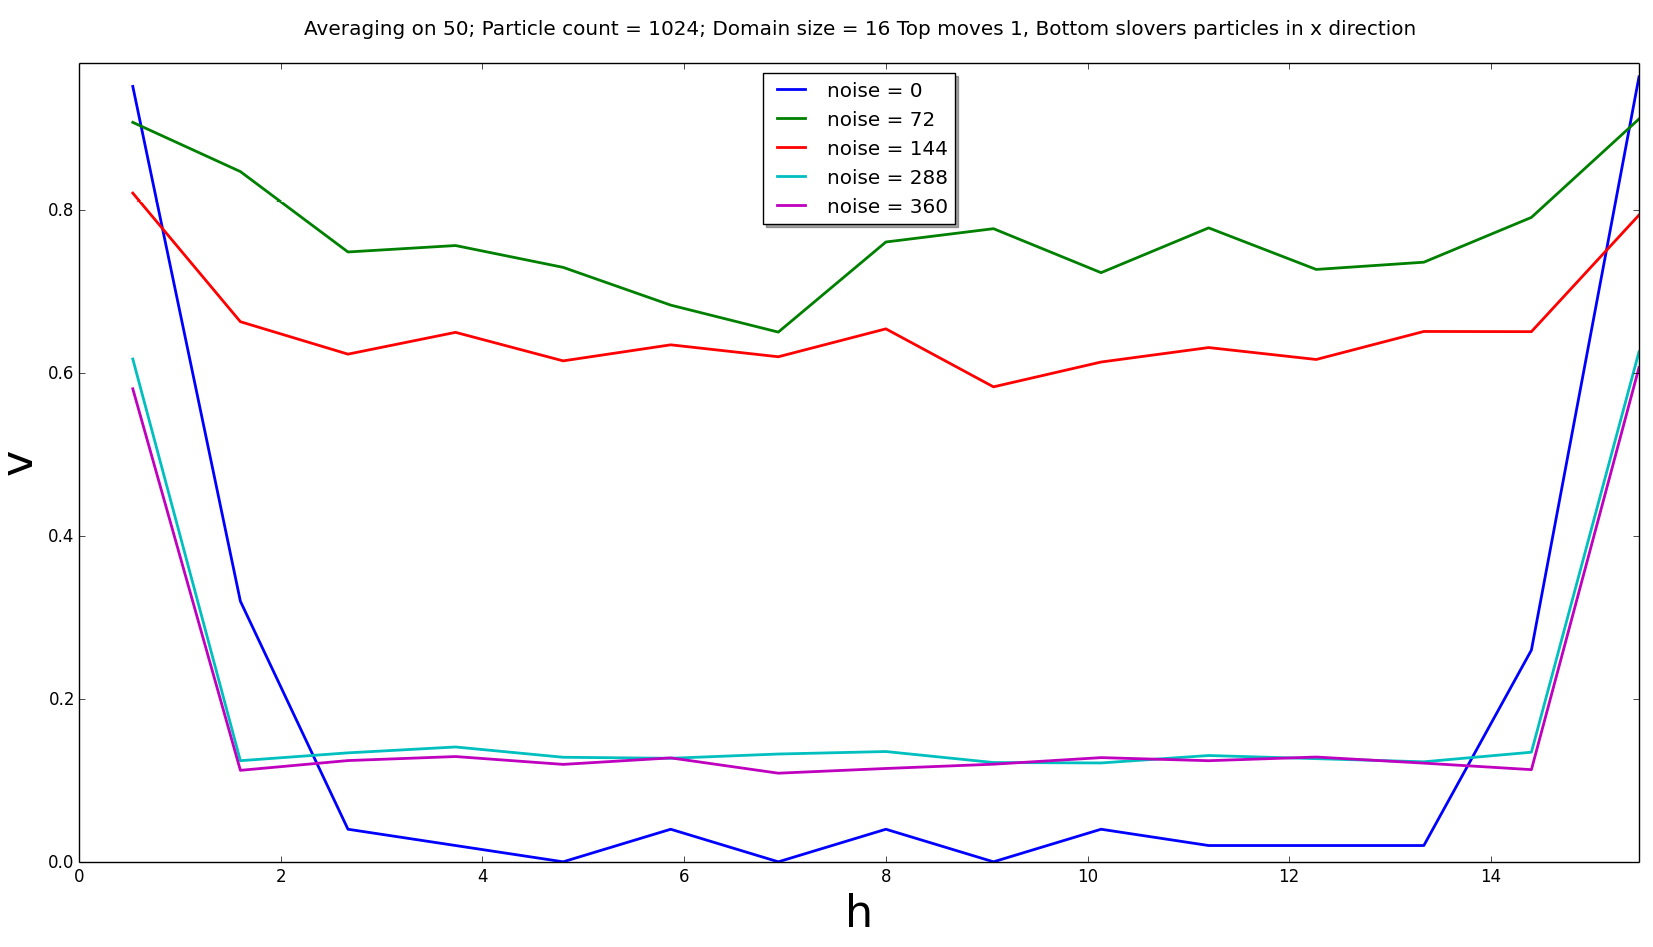 Averaging on 50; Particle count = 1024; Domain size = 16 Top moves 1, Bottom slovers particles in x direction
noise = 0
noise = 72
noise = 144
noise = 288
noise = 360
0.8
0.6
0.4
0.2
0.0
v
0 2 4 6 8 10 12 14
h